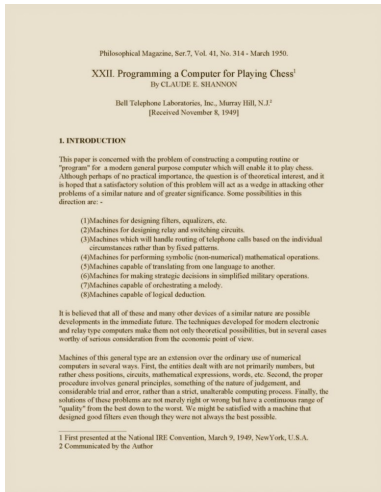 Philosophical Magazine, Ser.7, Vol. 41, No. 314 - March 1950.
XXII. Programming a Computer for Playing Chess¹
By CLAUDE E. SHANNON
Bell Telephone Laboratories, Inc., Murray Hill, N.J.²
[Received November 8, 1949]
1. INTRODUCTION
This paper is concerned with the problem of constructing a computing routine or
"program" for a modern general purpose computer which will enable it to play chess.
Although perhaps of no practical importance, the question is of theoretical interest, and it
is hoped that a satisfactory solution of this problem will act as a wedge in attacking other
problems of a similar nature and of greater significance. Some possibilities in this
direction are: -
(1)Machines for designing filters, equalizers, etc.
(2)Machines for designing relay and switching circuits.
(3)Machines which will handle routing of telephone calls based on the individual
circumstances rather than by fixed patterns.
(4)Machines for performing symbolic (non-numerical) mathematical operations.
(5)Machines capable of translating from one language to another.
(6)Machines for making strategic decisions in simplified military operations.
(7)Machines capable of orchestrating a melody.
(8)Machines capable of logical deduction.
It is believed that all of these and many other devices of a similar nature are possible
developments in the immediate future. The techniques developed for modern electronic
and relay type computers make them not only theoretical possibilities, but in several cases
worthy of serious consideration from the economic point of view.
Machines of this general type are an extension over the ordinary use of numerical
computers in several ways. First, the entities dealt with are not primarily numbers, but
rather chess positions, circuits, mathematical expressions, words, etc. Second, the proper
procedure involves general principles, something of the nature of judgement, and
considerable trial and error, rather than a strict, unalterable computing process. Finally, the
solutions of these problems are not merely right or wrong but have a continuous range of
"quality" from the best down to the worst. We might be satisfied with a machine that
designed good filters even though they were not always the best possible.
1 First presented at the National IRE Convention, March 9, 1949, NewYork, U.S.A.
2 Communicated by the Author